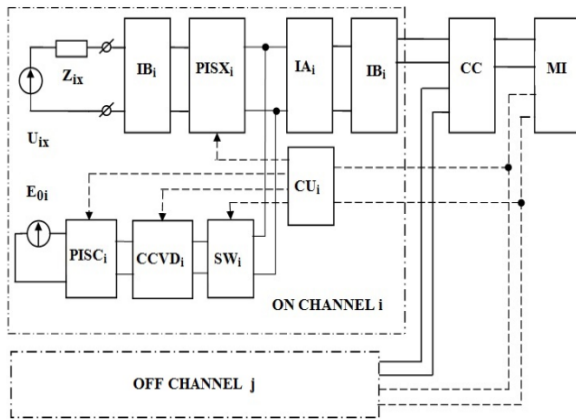 IBi PISXi IAi IBi CC MI
Zix
Uix
CUi
E0i
PISCi CCVDi SWi
ON CHANNEL i
OFF CHANNEL j